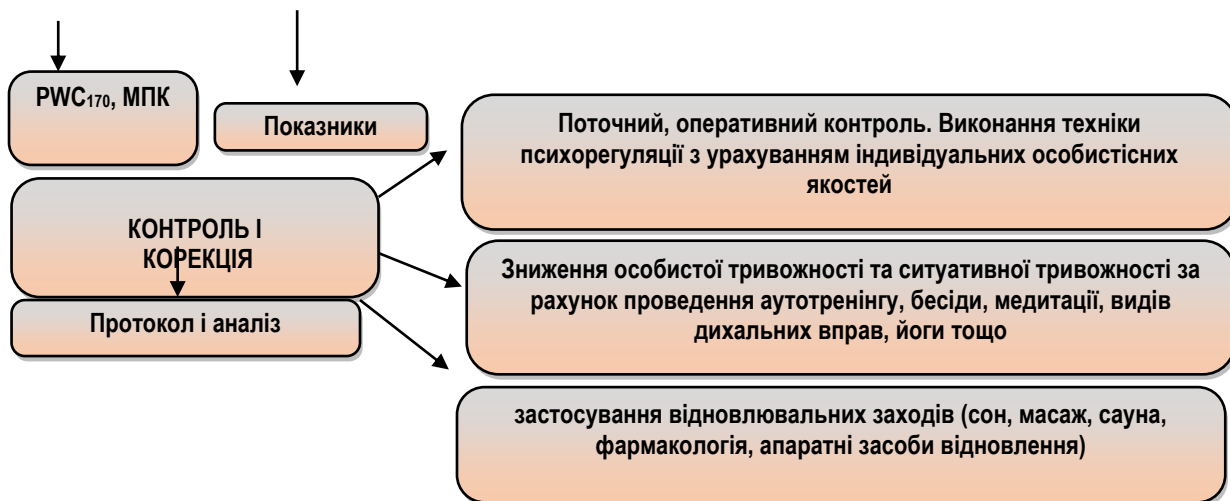 PWC170, МПК
Показники
Поточний, оперативний контроль. Виконання техніки
психорегуляції з урахуванням індивідуальних особистісних
якостей
КОНТРОЛЬ І
КОРЕКЦІЯ
Зниження особистої тривожності та ситуативної тривожності за
рахунок проведення аутотренінгу, бесіди, медитації, видів
дихальних вправ, йоги тощо
Протокол і аналіз
застосування відновлювальних заходів (сон, масаж, сауна,
фармакологія, апаратні засоби відновлення)